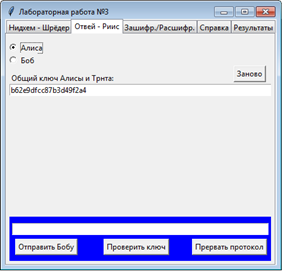 Лабораторная работа №3
Нидхем - Шрёдер Отвей - Риис Зашифр./Расшифр. Справка Результаты
Алиса
Боб
Заново
Общий ключ Алисы и Трнта:
b62e9dfcc87b3d49f2a4
Отправить Бобу Проверить ключ Прервать протокол